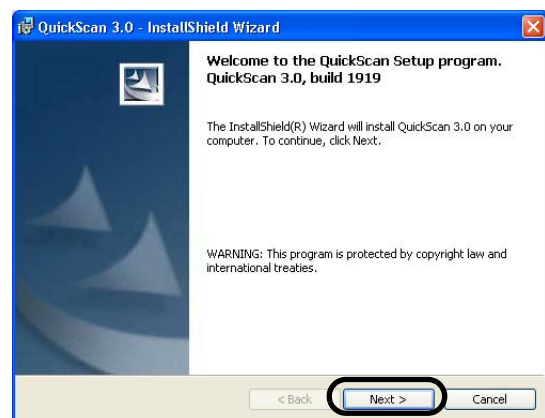 QuickScan 3.0 - InstallShield Wizard
Welcome to the QuickScan Setup program.
QuickScan 3.0, build 1919
The InstallShield(R) Wizard will install QuickScan 3.0 on your
computer. To continue, click Next.
WARNING: This program is protected by copyright law and
international treaties.
< Back
Next >
Cancel